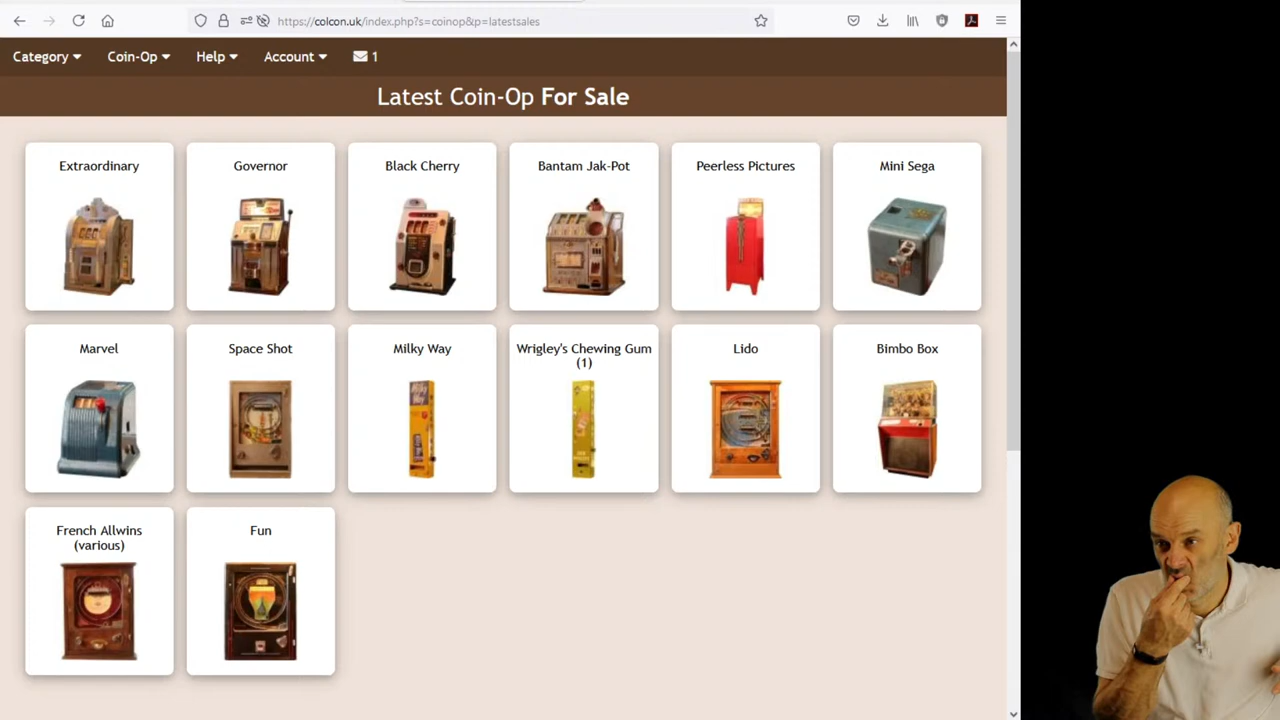 https://colcon.uk/index.php?s=coinop&p=latestsales
Category Coin-Op Help Account 1
Latest Coin-Op For Sale
Extraordinary Governor Black Cherry Bantam Jak-Pot Peerless Pictures Mini Sega
Marvel Space Shot Milky Way Wrigley's Chewing Gum (1) Lido Bimbo Box
French Allwins (various) Fun